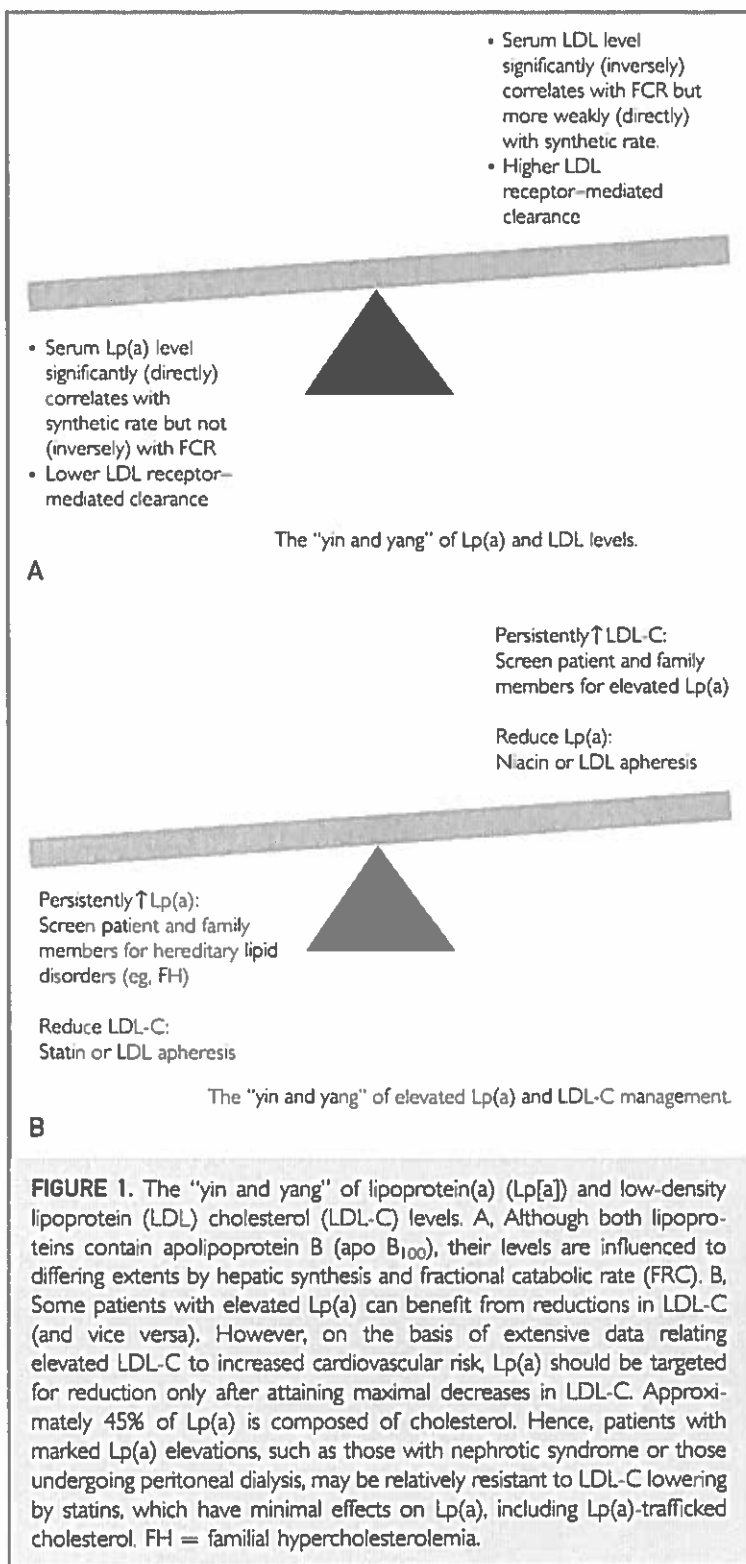 • Serum LDL level
significantly (inversely)
correlates with FCR but
more weakly (directly)
with synthetic rate.
• Higher LDL
receptor–mediated
clearance
• Serum Lp(a) level
significantly (directly)
correlates with
synthetic rate but not
(inversely) with FCR
• Lower LDL receptor–
mediated clearance
The "yin and yang" of Lp(a) and LDL levels.
A
Persistently ↑ LDL-C:
Screen patient and family
members for elevated Lp(a)
Reduce Lp(a):
Niacin or LDL apheresis
Persistently ↑ Lp(a):
Screen patient and family
members for hereditary lipid
disorders (eg, FH)
Reduce LDL-C:
Statin or LDL apheresis
The "yin and yang" of elevated Lp(a) and LDL-C management.
B
FIGURE 1. The "yin and yang" of lipoprotein(a) (Lp[a]) and low-density
lipoprotein (LDL) cholesterol (LDL-C) levels. A, Although both lipopro-
teins contain apolipoprotein B (apo B100), their levels are influenced to
differing extents by hepatic synthesis and fractional catabolic rate (FRC). B,
Some patients with elevated Lp(a) can benefit from reductions in LDL-C
(and vice versa). However, on the basis of extensive data relating
elevated LDL-C to increased cardiovascular risk, Lp(a) should be targeted
for reduction only after attaining maximal decreases in LDL-C. Approxi-
mately 45% of Lp(a) is composed of cholesterol. Hence, patients with
marked Lp(a) elevations, such as those with nephrotic syndrome or those
undergoing peritoneal dialysis, may be relatively resistant to LDL-C lowering
by statins, which have minimal effects on Lp(a), including Lp(a)-trafficked
cholesterol. FH = familial hypercholesterolemia.